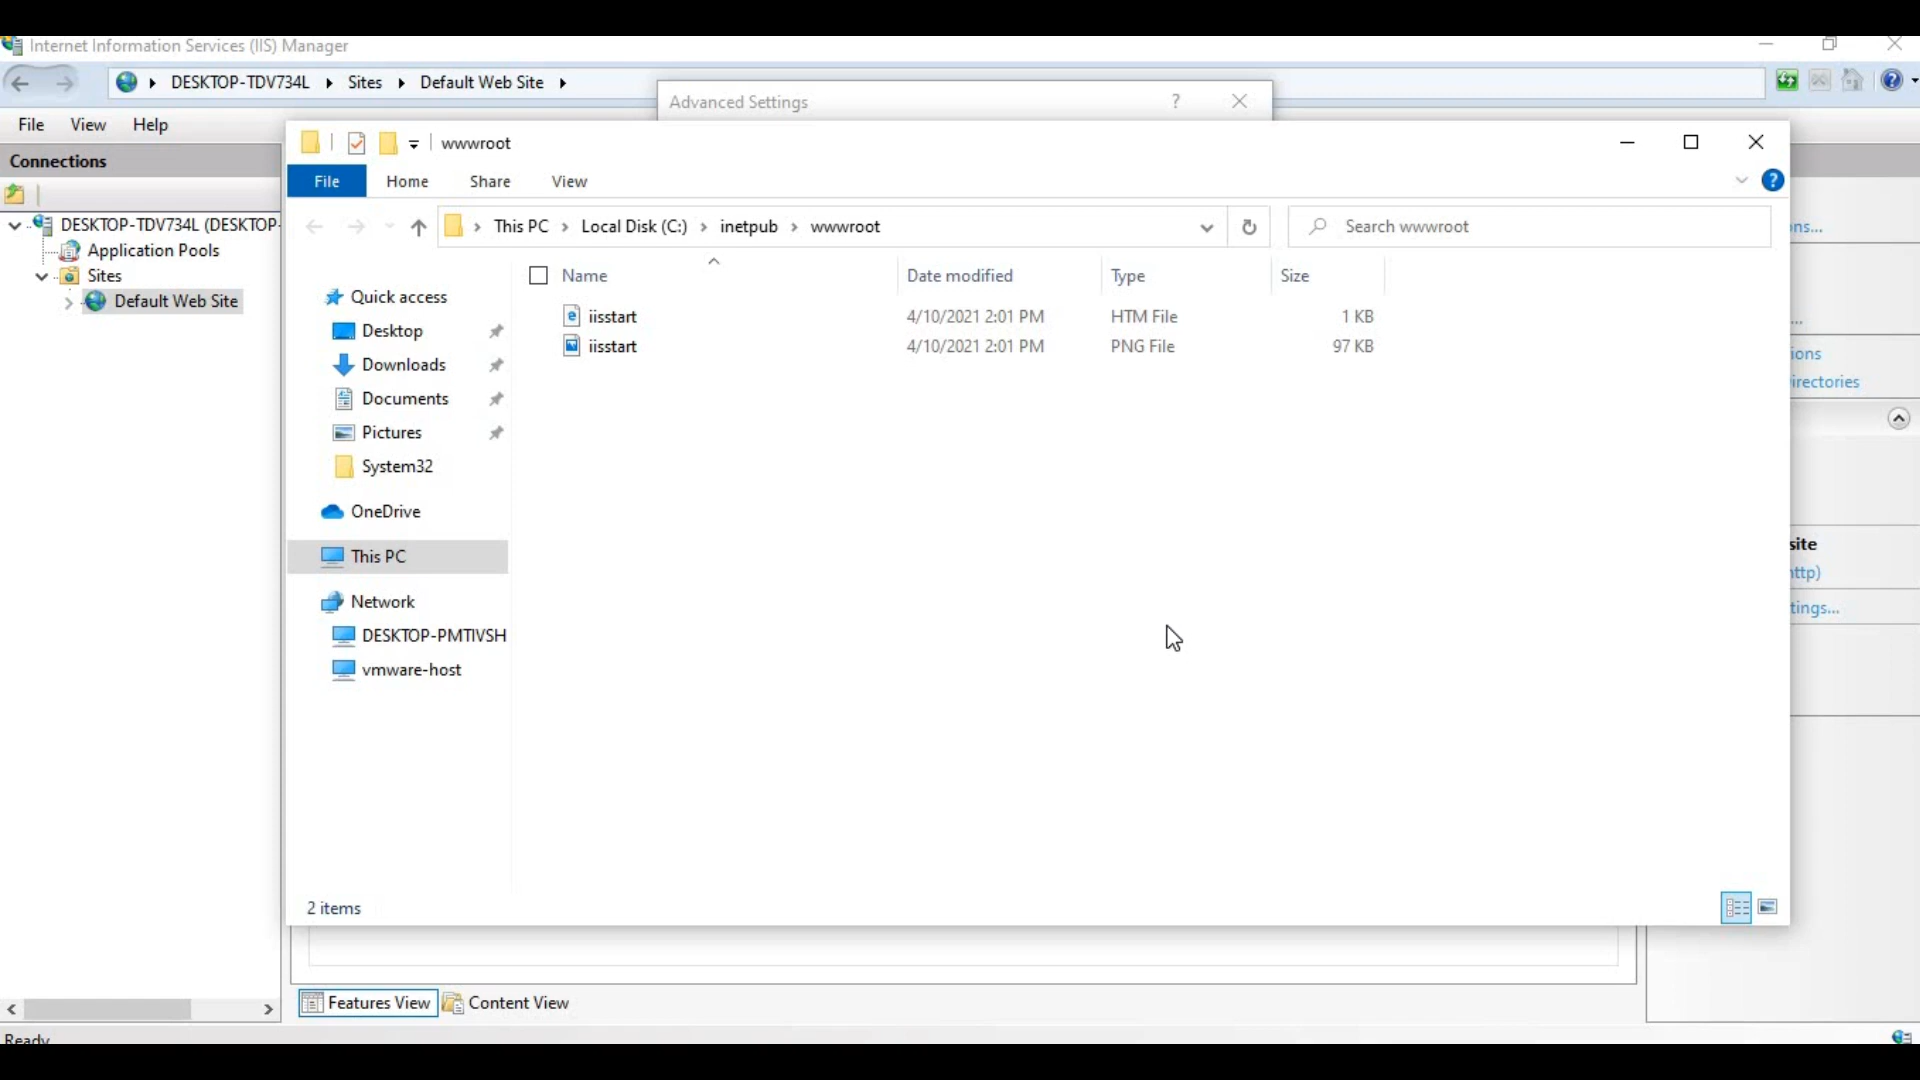 Internet Information Services (IIS) Manager
DESKTOP-TDV734L Sites Default Web Site
Advanced Settings ?
File View Help
wwwroot
Connections
File Home Share View
DESKTOP-TDV734L (DESKTOP-
This PC Local Disk (C:) inetpub wwwroot
Search wwwroot
ns...
Application Pools
Sites
Default Web Site
Name Date modified Type Size
Quick access
iisstart 4/10/2021 2:01 PM HTM File 1 KB
Desktop
iisstart 4/10/2021 2:01 PM PNG File 97 KB
...
ions
Downloads
irectories
Documents
Pictures
System32
OneDrive
site
This PC
ttp)
Network
tings...
DESKTOP-PMTIVSH
vmware-host
2 items
Features View Content View
Ready